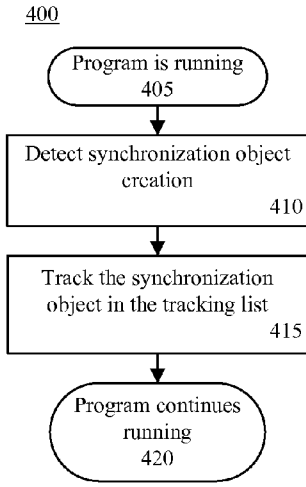 400
Program is running
405
Detect synchronization object
creation
410
Track the synchronization
object in the tracking list
415
Program continues
running
420